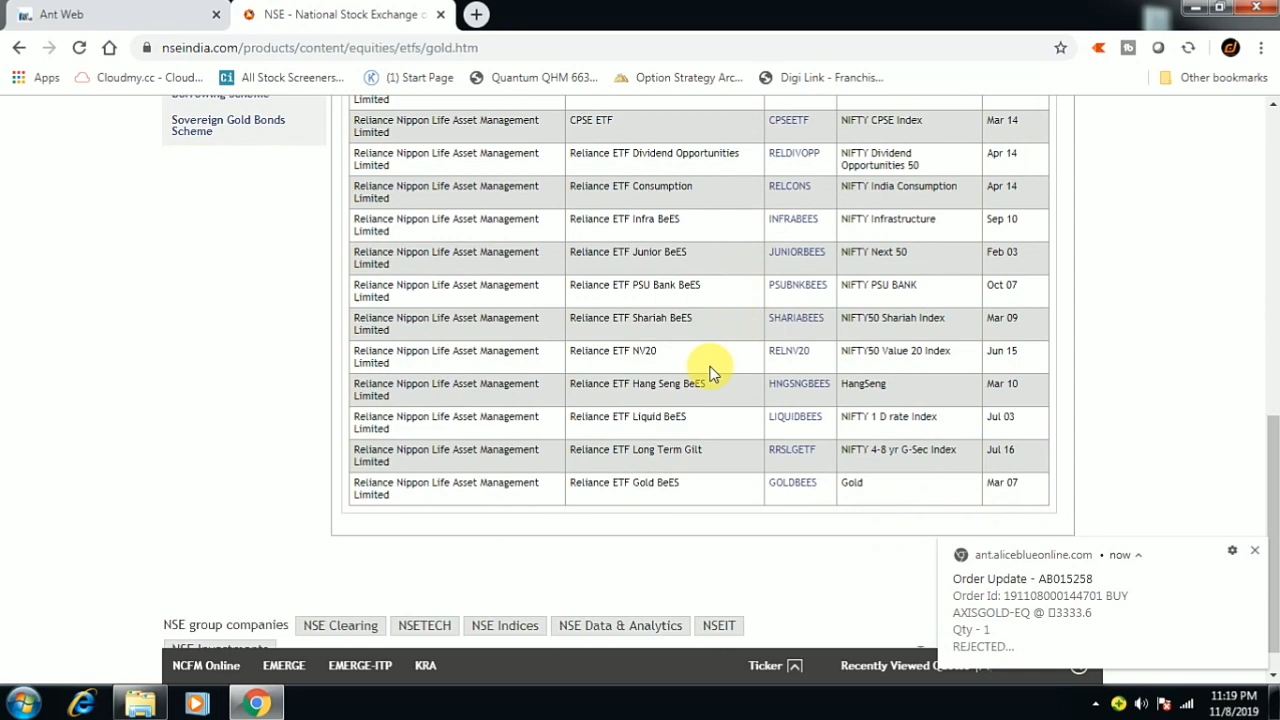 Ant Web
NSE - National Stock Exchange o
nseindia.com/products/content/equities/etfs/gold.htm
Apps
Cloudmy.cc - Cloud...
All Stock Screeners...
(1) Start Page
Quantum QHM 663...
Option Strategy Arc...
Digi Link - Franchis...
Other bookmarks
Sovereign Gold Bonds
Scheme
Limited
Reliance Nippon Life Asset Management
Limited
CPSE ETF
CPSEETF
NIFTY CPSE Index
Mar 14
Reliance Nippon Life Asset Management
Limited
Reliance ETF Dividend Opportunities
RELDIVOPP
NIFTY Dividend
Opportunities 50
Apr 14
Reliance Nippon Life Asset Management
Limited
Reliance ETF Consumption
RELCONS
NIFTY India Consumption
Apr 14
Reliance Nippon Life Asset Management
Limited
Reliance ETF Infra BeES
INFRABEES
NIFTY Infrastructure
Sep 10
Reliance Nippon Life Asset Management
Limited
Reliance ETF Junior BeES
JUNIORBEES
NIFTY Next 50
Feb 03
Reliance Nippon Life Asset Management
Limited
Reliance ETF PSU Bank BeES
PSUBNKBEES
NIFTY PSU BANK
Oct 07
Reliance Nippon Life Asset Management
Limited
Reliance ETF Shariah BeES
SHARIABEES
NIFTY50 Shariah Index
Mar 09
Reliance Nippon Life Asset Management
Limited
Reliance ETF NV20
RELNV20
NIFTY50 Value 20 Index
Jun 15
Reliance Nippon Life Asset Management
Limited
Reliance ETF Hang Seng BeES
HNGSNGBEES
HangSeng
Mar 10
Reliance Nippon Life Asset Management
Limited
Reliance ETF Liquid BeES
LIQUIDBEES
NIFTY 1 D rate Index
Jul 03
Reliance Nippon Life Asset Management
Limited
Reliance ETF Long Term Gilt
RRSLGETF
NIFTY 4-8 yr G-Sec Index
Jul 16
Reliance Nippon Life Asset Management
Limited
Reliance ETF Gold BeES
GOLDBEES
Gold
Mar 07
ant.aliceblueonline.com • now
Order Update - AB015258
Order Id: 191108000144701 BUY
AXISGOLD-EQ @ 3333.6
Qty - 1
REJECTED...
NSE group companies
NSE Clearing
NSETECH
NSE Indices
NSE Data & Analytics
NSEIT
NCFM Online
EMERGE
EMERGE-ITP
KRA
Ticker
Recently Viewed
11:19 PM
11/8/2019